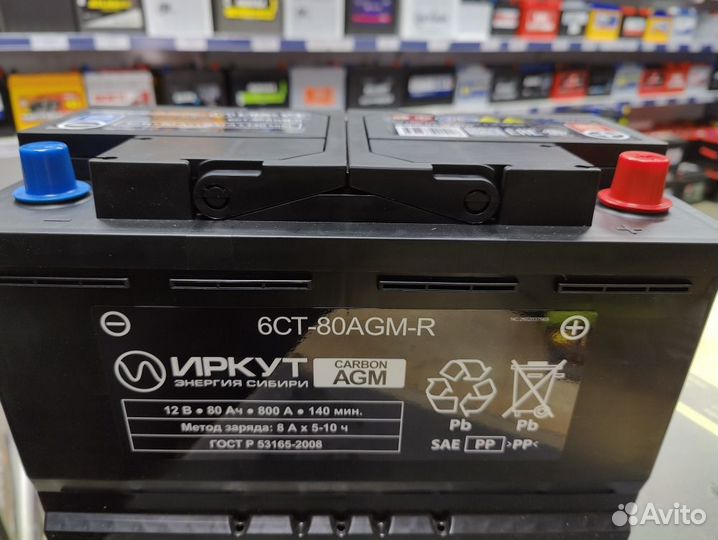 6СТ-80AGM-R
ИРКУТ
ЭНЕРГИЯ СИБИРИ
CARBON
AGM
12 В • 80 Ач • 800 А • 140 мин.
Метод заряда: 8 А х 5-10 ч
ГОСТ Р 53165-2008
Pb
Pb
SAE PP >PP<
Avito